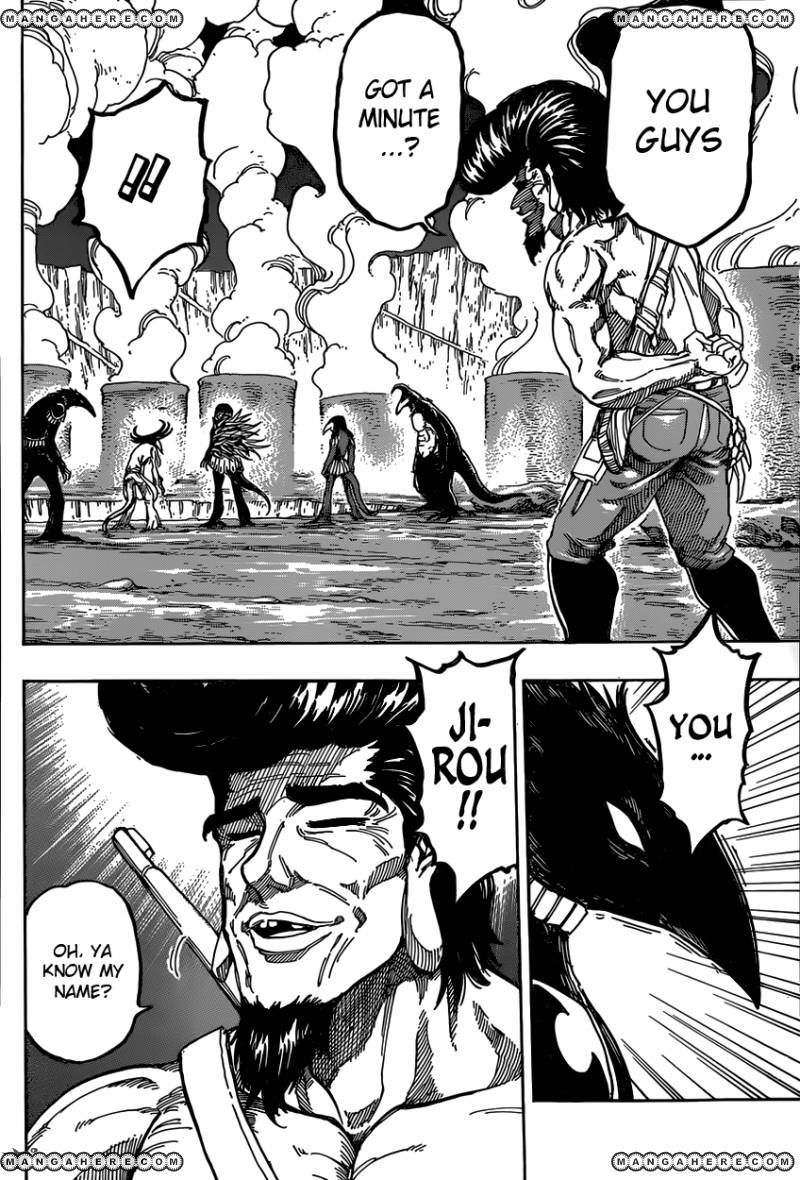 MANGAHERE.COM
MANGAHERE.COM
YOU
GUYS
GOT A
MINUTE
...?
!!
YOU
...
JI-
ROU
!!
OH, YA
KNOW MY
NAME?
MANGAHERE.COM
MANGAHERE.COM